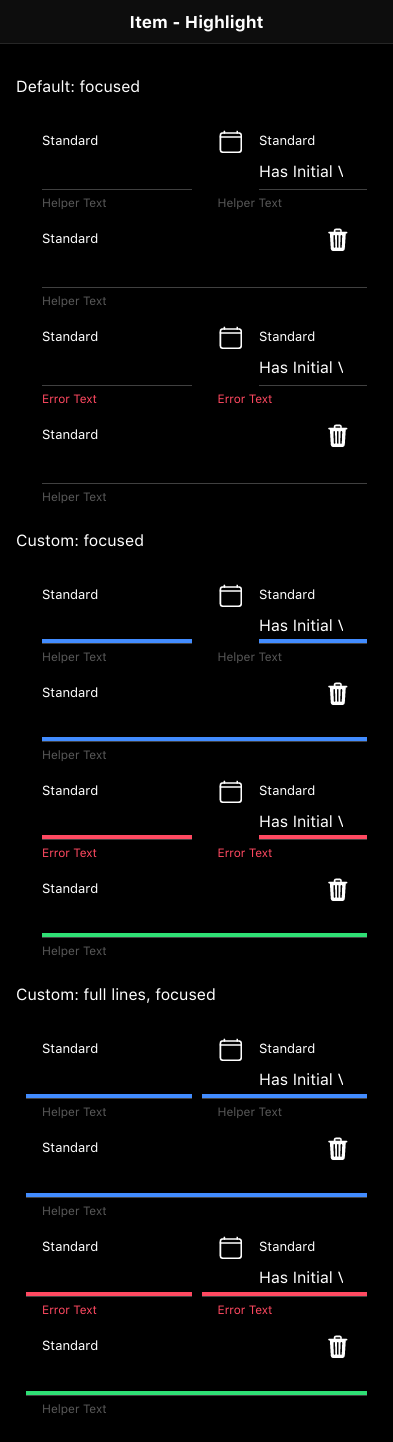 Item - Highlight
Default: focused
Standard
Standard
Has Initial
Helper Text
Helper Text
Standard
Helper Text
Standard
Standard
Has Initial
Error Text
Error Text
Standard
Helper Text
Custom: focused
Standard
Standard
Has Initial
Helper Text
Helper Text
Standard
Helper Text
Standard
Standard
Has Initial
Error Text
Error Text
Standard
Helper Text
Custom: full lines, focused
Standard
Standard
Has Initial
Helper Text
Helper Text
Standard
Helper Text
Standard
Standard
Has Initial
Error Text
Error Text
Standard
Helper Text